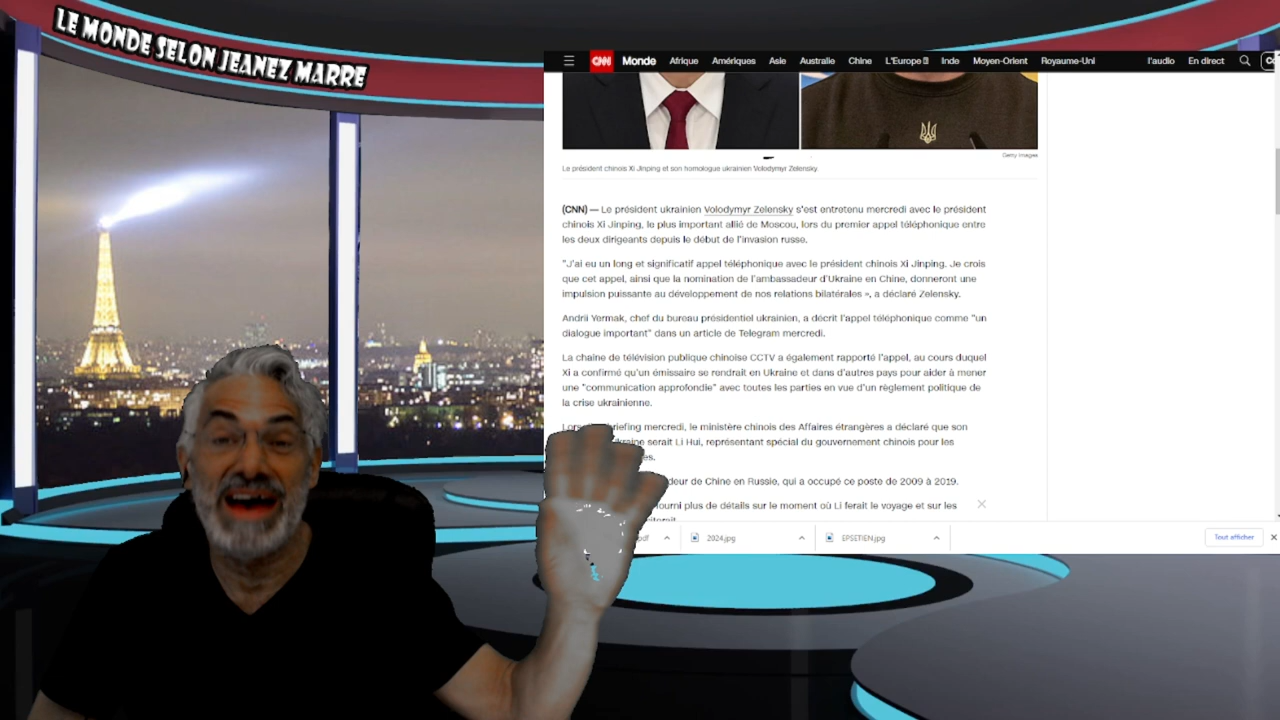 LE MONDE SELON JEANEZ MARRE
CNN Monde Afrique Amériques Asie Australie Chine L'Europe Inde Moyen-Orient Royaume-Uni l'audio En direct
Getty Images
Le président chinois Xi Jinping et son homologue ukrainien Volodymyr Zelensky.
(CNN) — Le président ukrainien Volodymyr Zelensky s'est entretenu mercredi avec le président
chinois Xi Jinping, le plus important allié de Moscou, lors du premier appel téléphonique entre
les deux dirigeants depuis le début de l'invasion russe.
"J'ai eu un long et significatif appel téléphonique avec le président chinois Xi Jinping. Je crois
que cet appel, ainsi que la nomination de l'ambassadeur d'Ukraine en Chine, donneront une
impulsion puissante au développement de nos relations bilatérales », a déclaré Zelensky.
Andrii Yermak, chef du bureau présidentiel ukrainien, a décrit l'appel téléphonique comme "un
dialogue important" dans un article de Telegram mercredi.
La chaîne de télévision publique chinoise CCTV a également rapporté l'appel, au cours duquel
Xi a confirmé qu'un émissaire se rendrait en Ukraine et dans d'autres pays pour aider à mener
une "communication approfondie" avec toutes les parties en vue d'un règlement politique de
la crise ukrainienne.
Lors briefing mercredi, le ministère chinois des Affaires étrangères a déclaré que son
kraine serait Li Hui, représentant spécial du gouvernement chinois pour les
es.
deur de Chine en Russie, qui a occupé ce poste de 2009 à 2019.
fourni plus de détails sur le moment où Li ferait le voyage et sur les
pdf 2024.jpg EPSETIEN.jpg Tout afficher